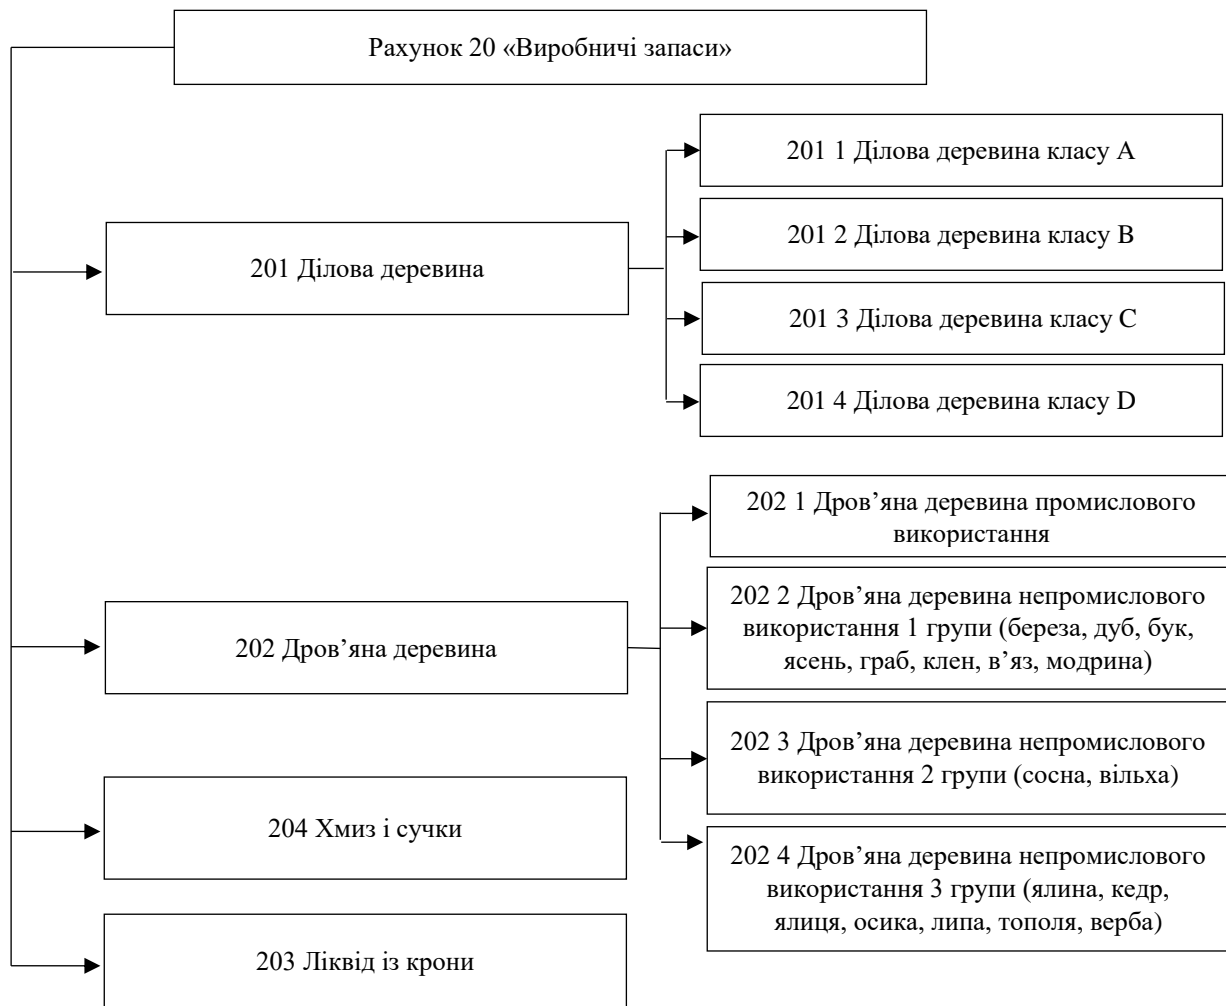 Рахунок 20 «Виробничі запаси»
201 Ділова деревина
201 1 Ділова деревина класу А
201 2 Ділова деревина класу В
201 3 Ділова деревина класу С
201 4 Ділова деревина класу D
202 Дров’яна деревина
202 1 Дров’яна деревина промислового
використання
202 2 Дров’яна деревина непромислового
використання 1 групи (береза, дуб, бук,
ясень, граб, клен, в’яз, модрина)
202 3 Дров’яна деревина непромислового
використання 2 групи (сосна, вільха)
202 4 Дров’яна деревина непромислового
використання 3 групи (ялина, кедр,
ялиця, осика, липа, тополя, верба)
204 Хмиз і сучки
203 Ліквід із крони